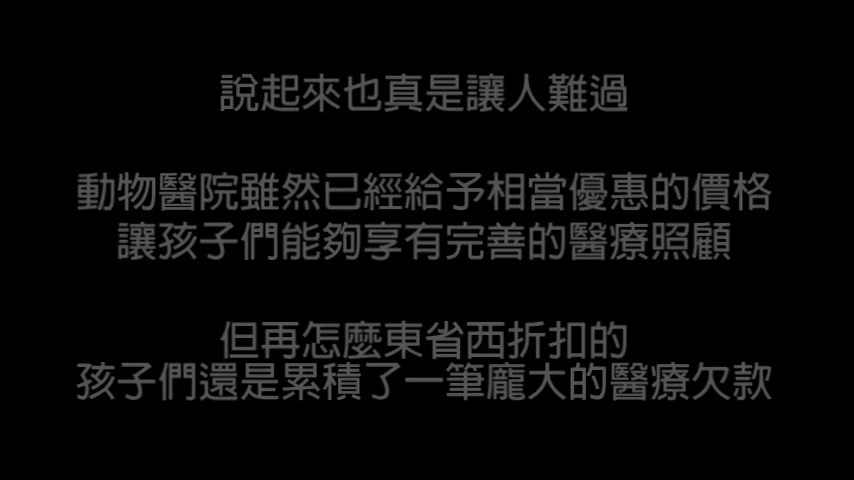 說起來也真是讓人難過
動物醫院雖然已經給予相當優惠的價格
讓孩子們能夠享有完善的醫療照顧
但再怎麼東省西折扣的
孩子們還是累積了一筆龐大的醫療欠款